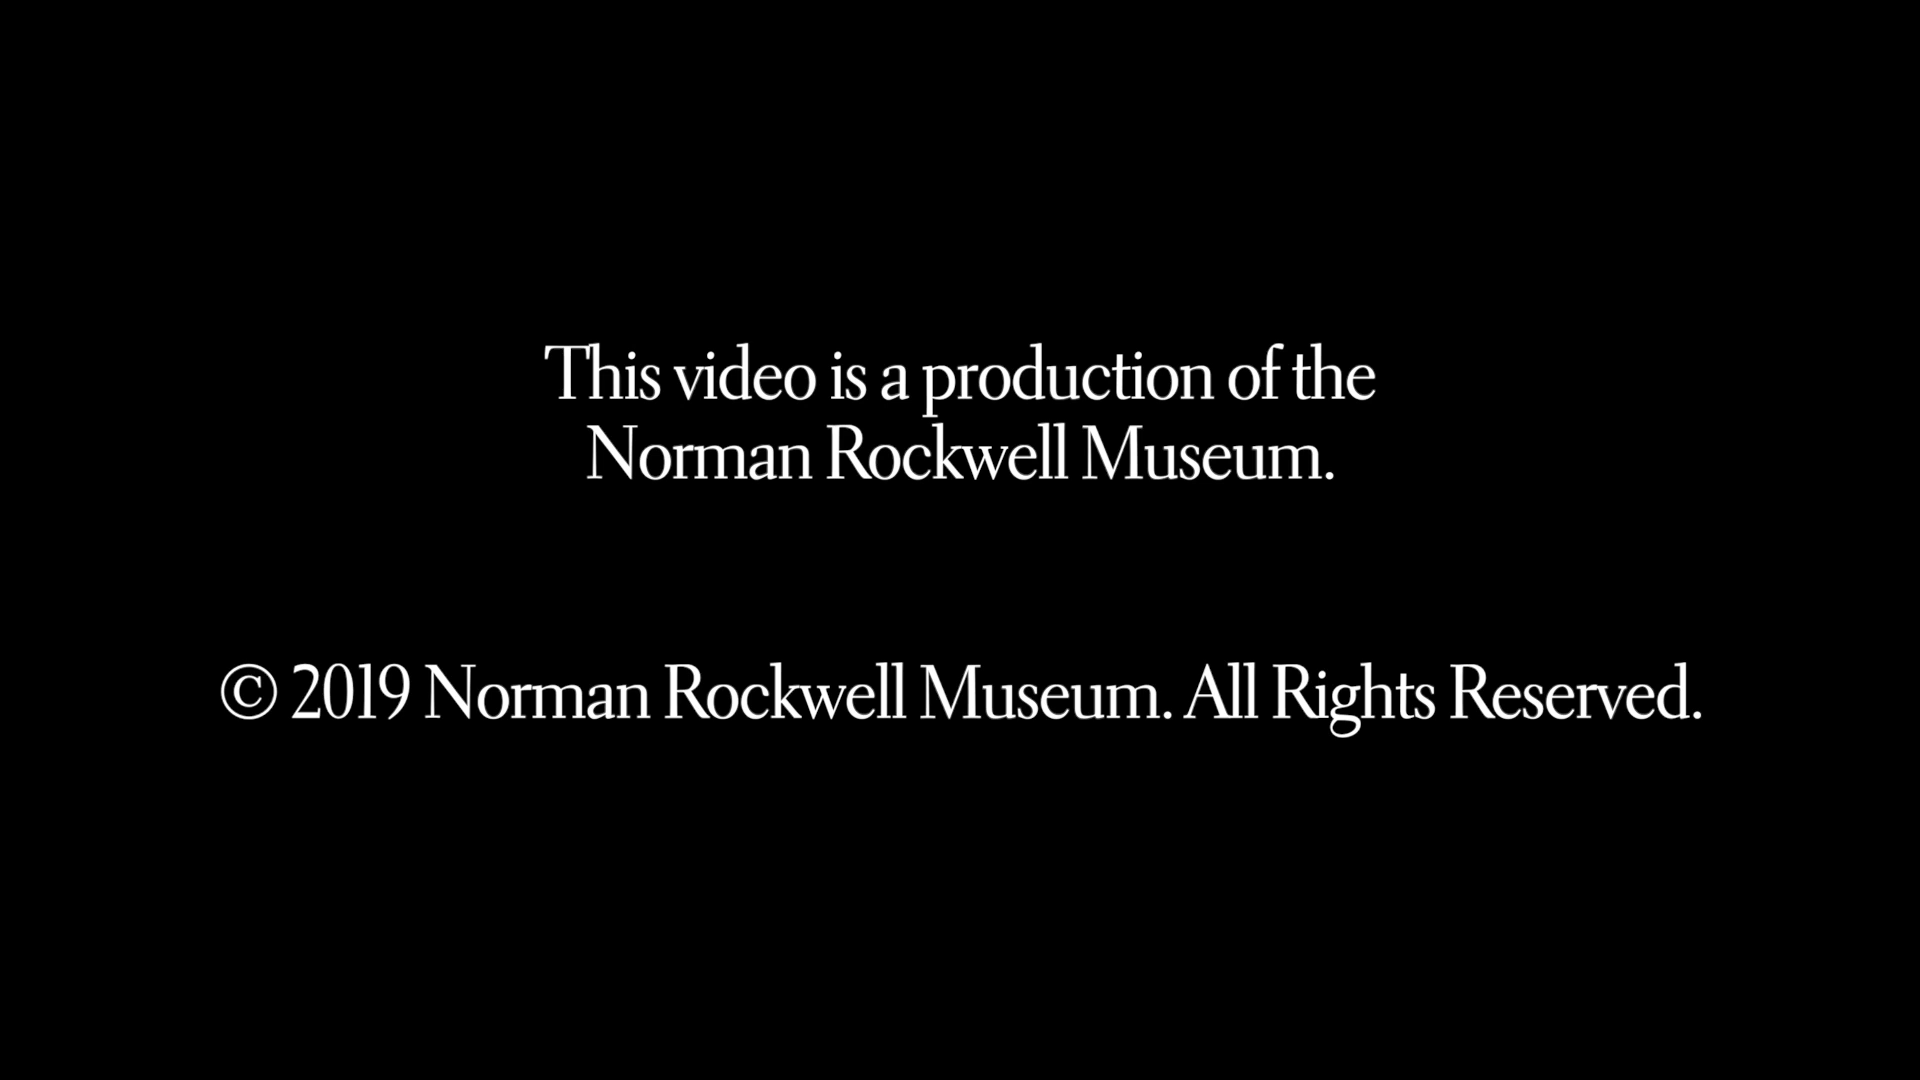 This video is a production of the
Norman Rockwell Museum.
© 2019 Norman Rockwell Museum. All Rights Reserved.